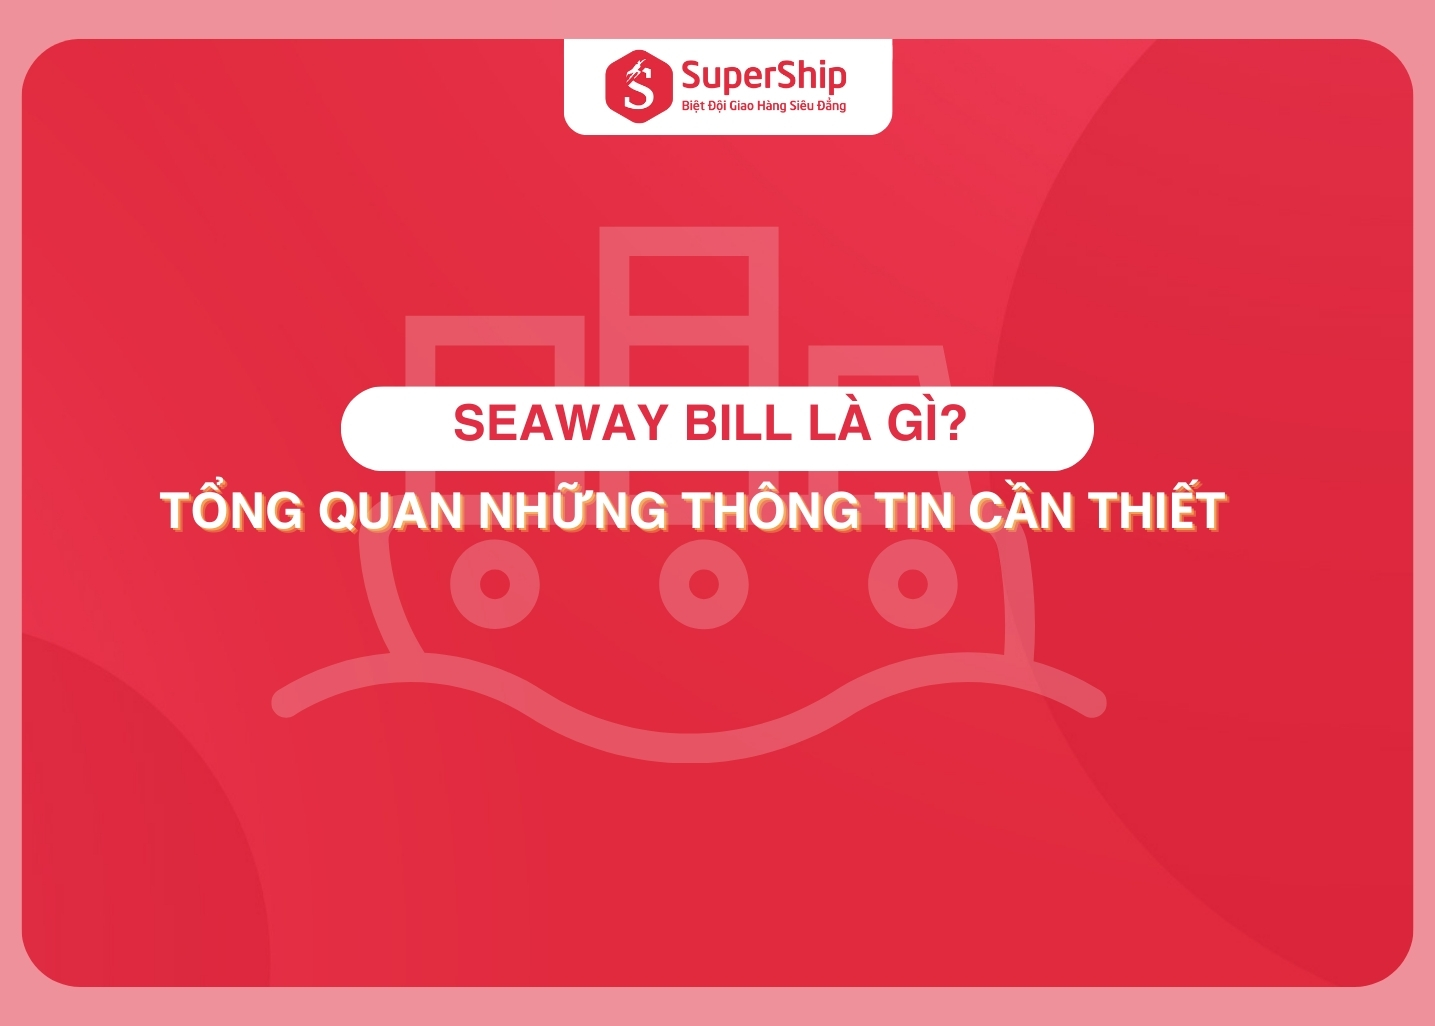 SuperShip
Biệt Đội Giao Hàng Siêu Đẳng
SEAWAY BILL LÀ GÌ?
TỔNG QUAN NHỮNG THÔNG TIN CẦN THIẾT